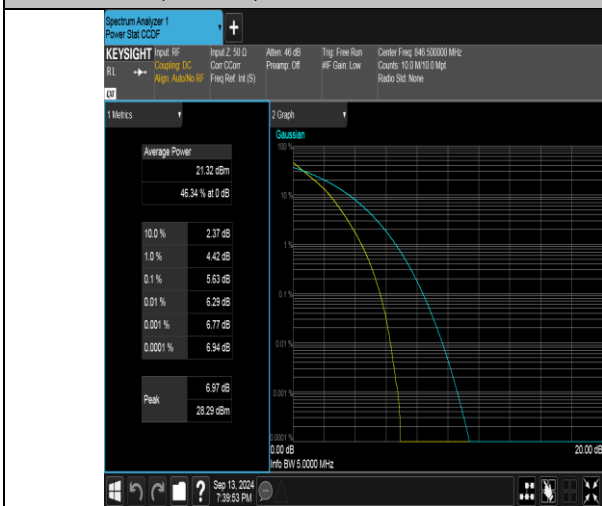 Spectrum Analyzer 1
Power Stat CCDF
KEYSIGHT
RL
Input: RF
Coupling: DC
Align: Auto/No RF
Input Z: 50 Ω
Corr CCorr
Freq Ref: Int (S)
Atten: 46 dB
Preamp: Off
Trig: Free Run
#IF Gain: Low
Center Freq: 846.500000 MHz
Counts: 10.0 M/10.0 Mpt
Radio Std: None
1 Metrics
Average Power
21.32 dBm
46.34 % at 0 dB
10.0 % 2.37 dB
1.0 % 4.42 dB
0.1 % 5.63 dB
0.01 % 6.29 dB
0.001 % 6.77 dB
0.0001 % 6.94 dB
Peak
6.97 dB
28.29 dBm
2 Graph
Gaussian
100 %
10 %
1 %
0.1 %
0.01 %
0.001 %
0.0001 %
0.00 dB
20.00 dB
Info BW 5.0000 MHz
?
Sep 13, 2024
7:39:53 PM